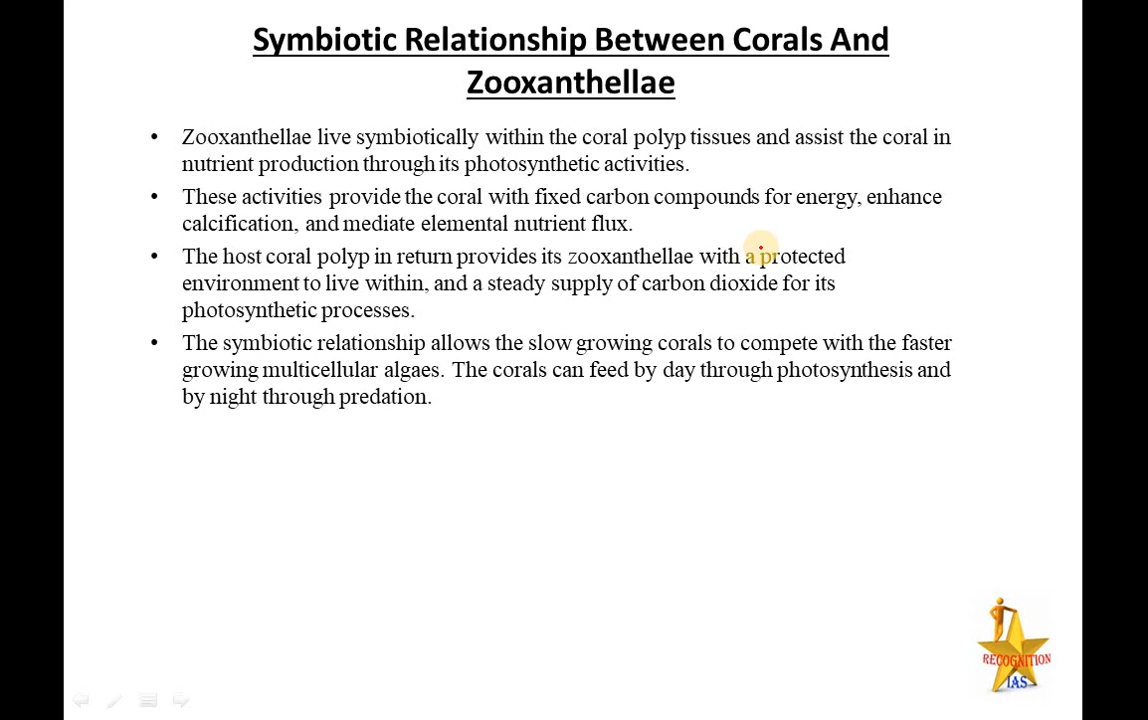 Symbiotic Relationship Between Corals And
Zooxanthellae
• Zooxanthellae live symbiotically within the coral polyp tissues and assist the coral in
nutrient production through its photosynthetic activities.
• These activities provide the coral with fixed carbon compounds for energy, enhance
calcification, and mediate elemental nutrient flux.
• The host coral polyp in return provides its zooxanthellae with a protected
environment to live within, and a steady supply of carbon dioxide for its
photosynthetic processes.
• The symbiotic relationship allows the slow growing corals to compete with the faster
growing multicellular algaes. The corals can feed by day through photosynthesis and
by night through predation.
RECOGNITION
IAS